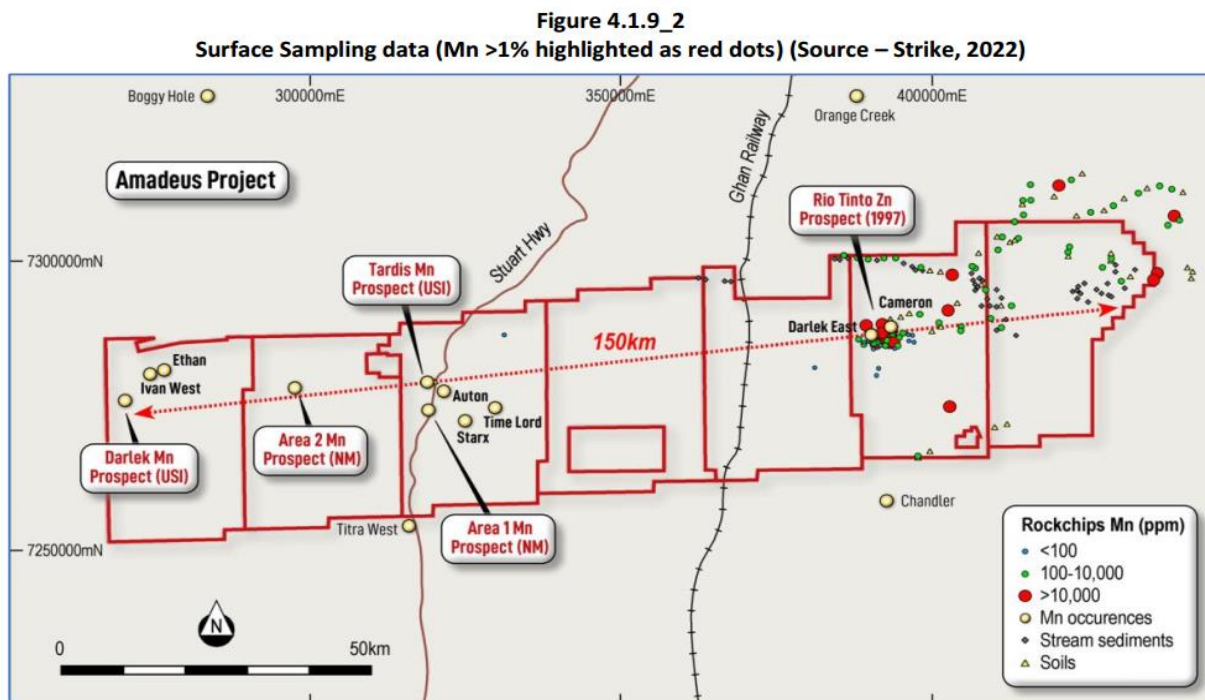 Figure 4.1.9_2
Surface Sampling data (Mn >1% highlighted as red dots) (Source – Strike, 2022)
Boggy Hole
300000mE
350000mE
400000mE
Orange Creek
Amadeus Project
Ghan Railway
Rio Tinto Zn
Prospect (1997)
Stuart Hwy
7300000mN
Tardis Mn
Prospect (USI)
Cameron
Darlek East
150km
Ethan
Ivan West
Auton
Time Lord
Starx
Darlek Mn
Prospect (USI)
Area 2 Mn
Prospect (NM)
Area 1 Mn
Prospect (NM)
Titra West
Chandler
7250000mN
N
0
50km
Rockchips Mn (ppm)
<100
100-10,000
>10,000
Mn occurences
Stream sediments
Soils